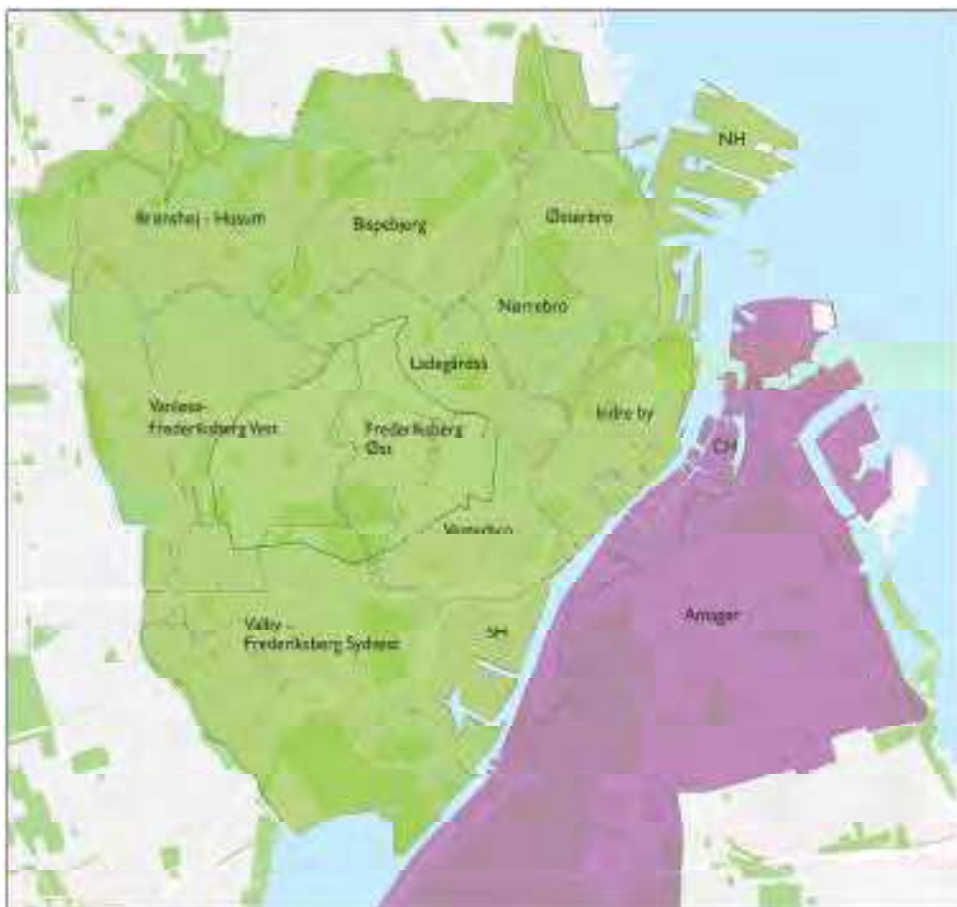 NH
Brønshøj - Husum
Bispebjerg
Østerbro
Nørrebro
Ladegårdså
Vanløse-
Frederiksberg Vest
Frederiksberg
Øst
Indre by
CH
Vesterbro
Amager
SH
Valby -
Frederiksberg Sydvest